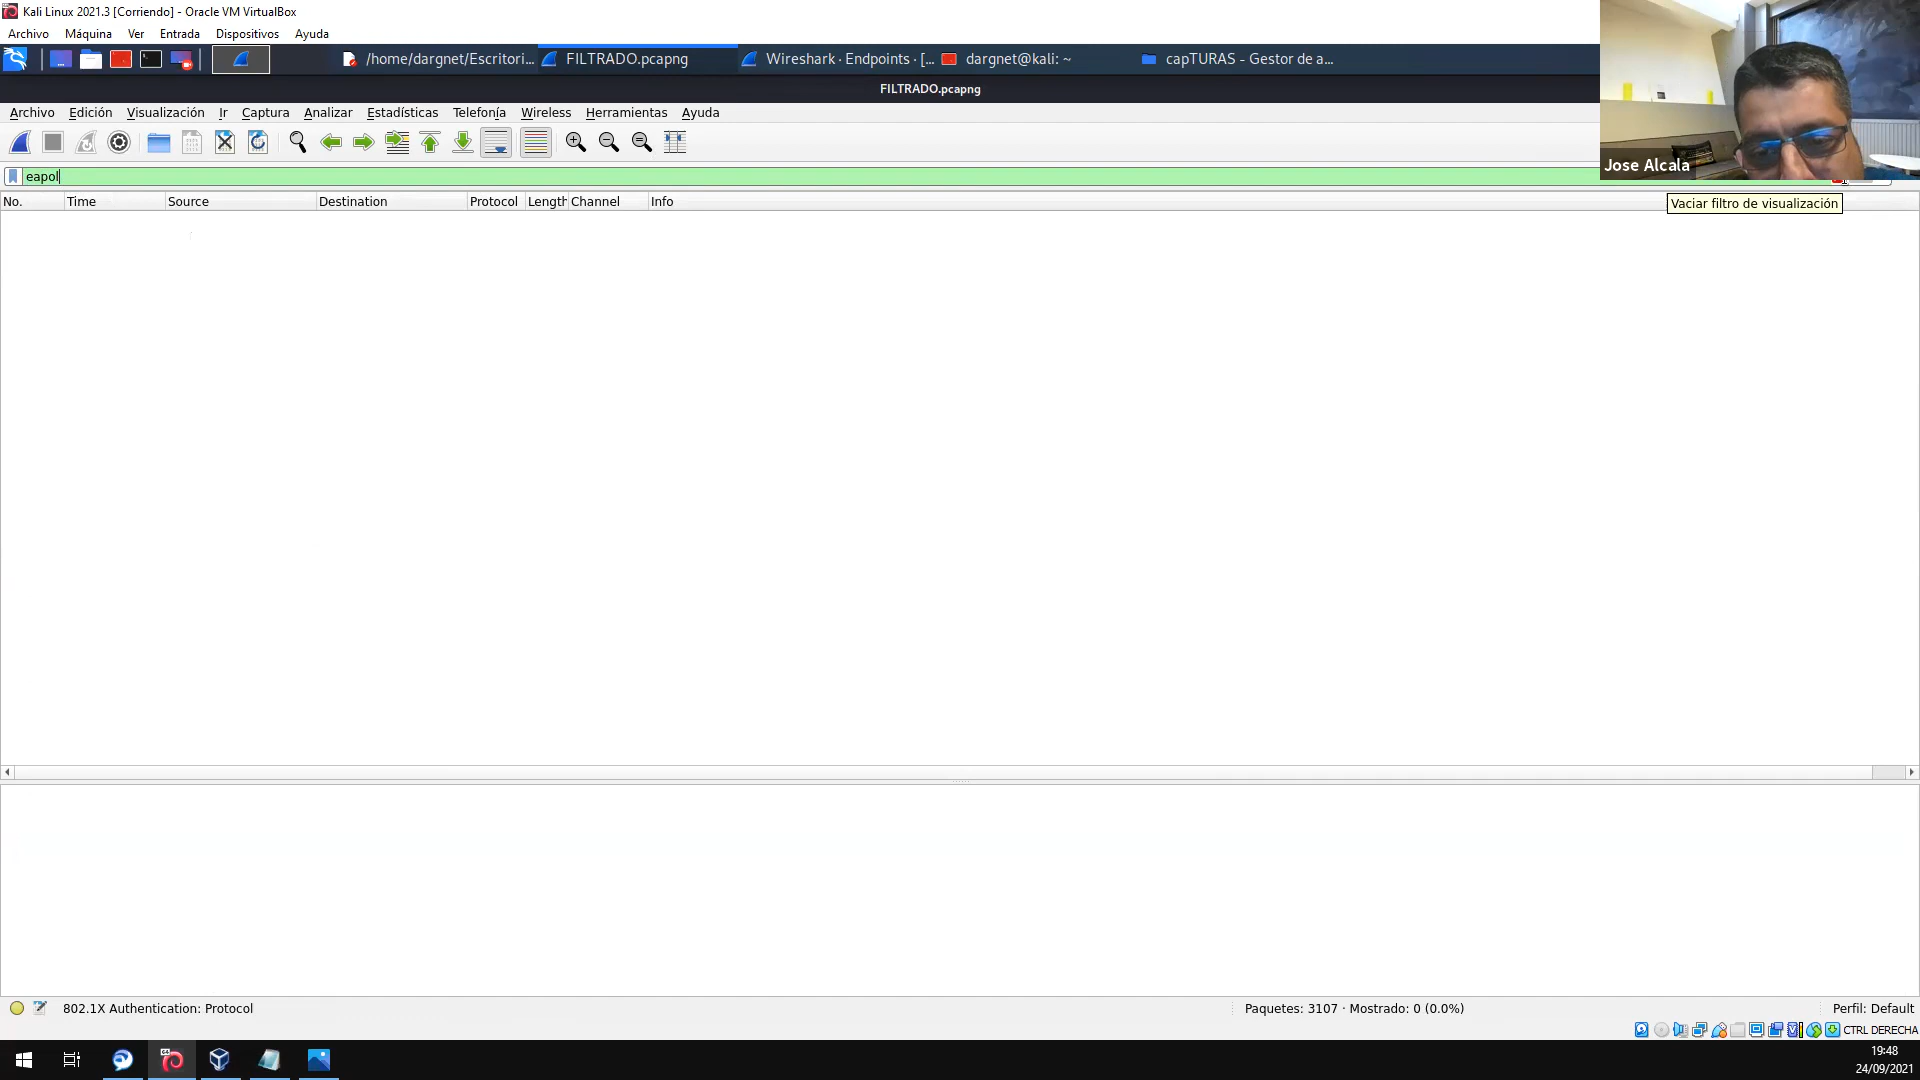 Kali Linux 2021.3 [Corriendo] - Oracle VM VirtualBox
Archivo Máquina Ver Entrada Dispositivos Ayuda
/home/dargnet/Escritori... FILTRADO.pcapng Wireshark · Endpoints · [... dargnet@kali: ~ capTURAS - Gestor de a...
FILTRADO.pcapng
Archivo Edición Visualización Ir Captura Analizar Estadísticas Telefonía Wireless Herramientas Ayuda
Jose Alcala
eapol
No. Time Source Destination Protocol Length Channel Info
Vaciar filtro de visualización
802.1X Authentication: Protocol Paquetes: 3107 · Mostrado: 0 (0.0%) Perfil: Default
CTRL DERECHA
19:48
24/09/2021